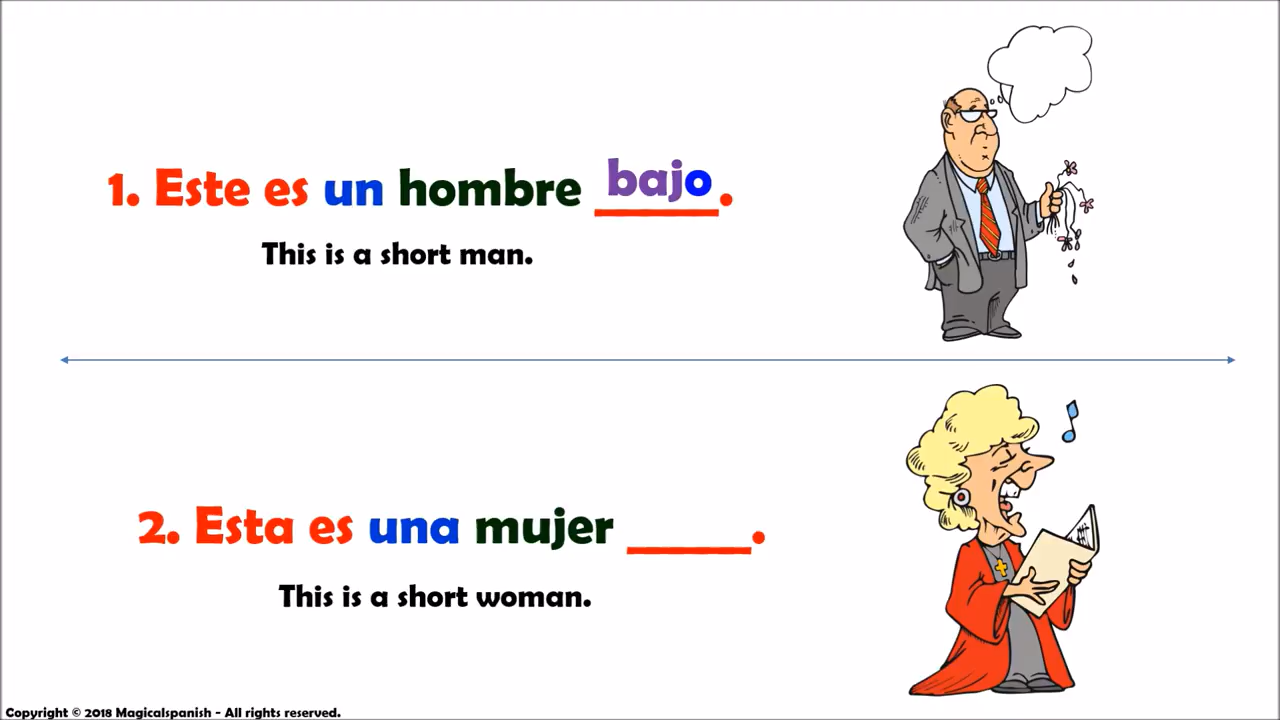 1. Este es un hombre bajo.
This is a short man.
2. Esta es una mujer _____.
This is a short woman.
Copyright © 2018 Magicalspanish - All rights reserved.